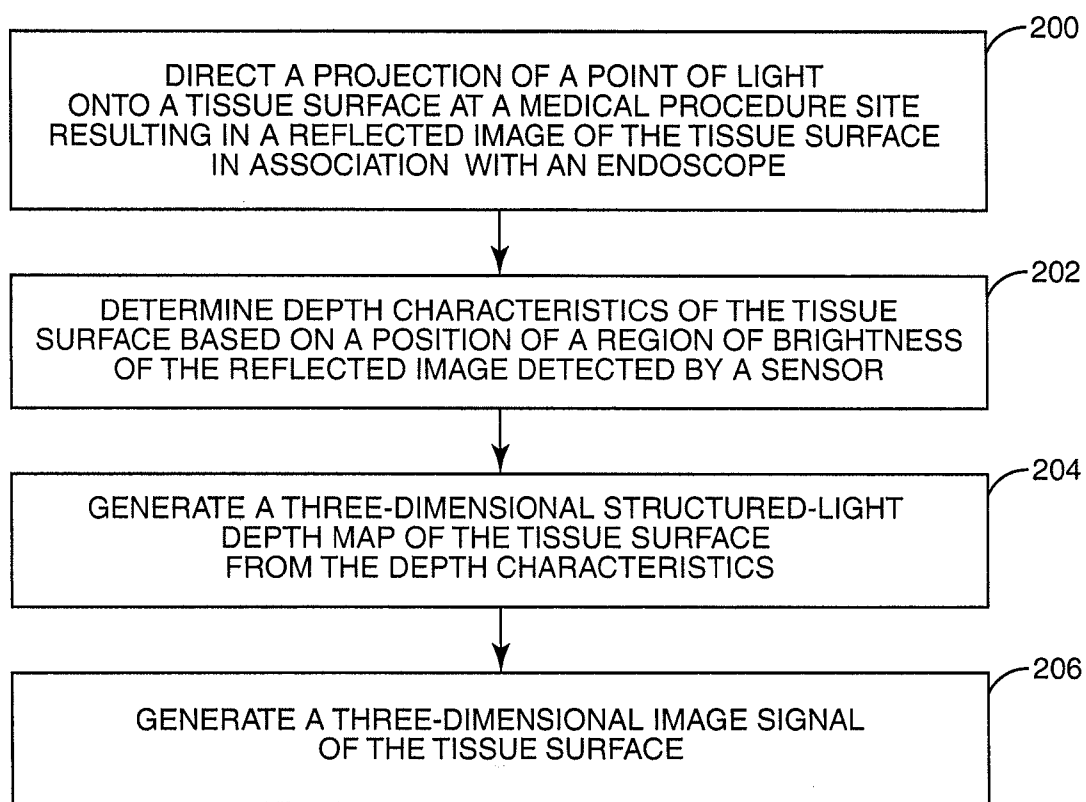 200
DIRECT A PROJECTION OF A POINT OF LIGHT
ONTO A TISSUE SURFACE AT A MEDICAL PROCEDURE SITE
RESULTING IN A REFLECTED IMAGE OF THE TISSUE SURFACE
IN ASSOCIATION WITH AN ENDOSCOPE
202
DETERMINE DEPTH CHARACTERISTICS OF THE TISSUE
SURFACE BASED ON A POSITION OF A REGION OF BRIGHTNESS
OF THE REFLECTED IMAGE DETECTED BY A SENSOR
204
GENERATE A THREE-DIMENSIONAL STRUCTURED-LIGHT
DEPTH MAP OF THE TISSUE SURFACE
FROM THE DEPTH CHARACTERISTICS
206
GENERATE A THREE-DIMENSIONAL IMAGE SIGNAL
OF THE TISSUE SURFACE